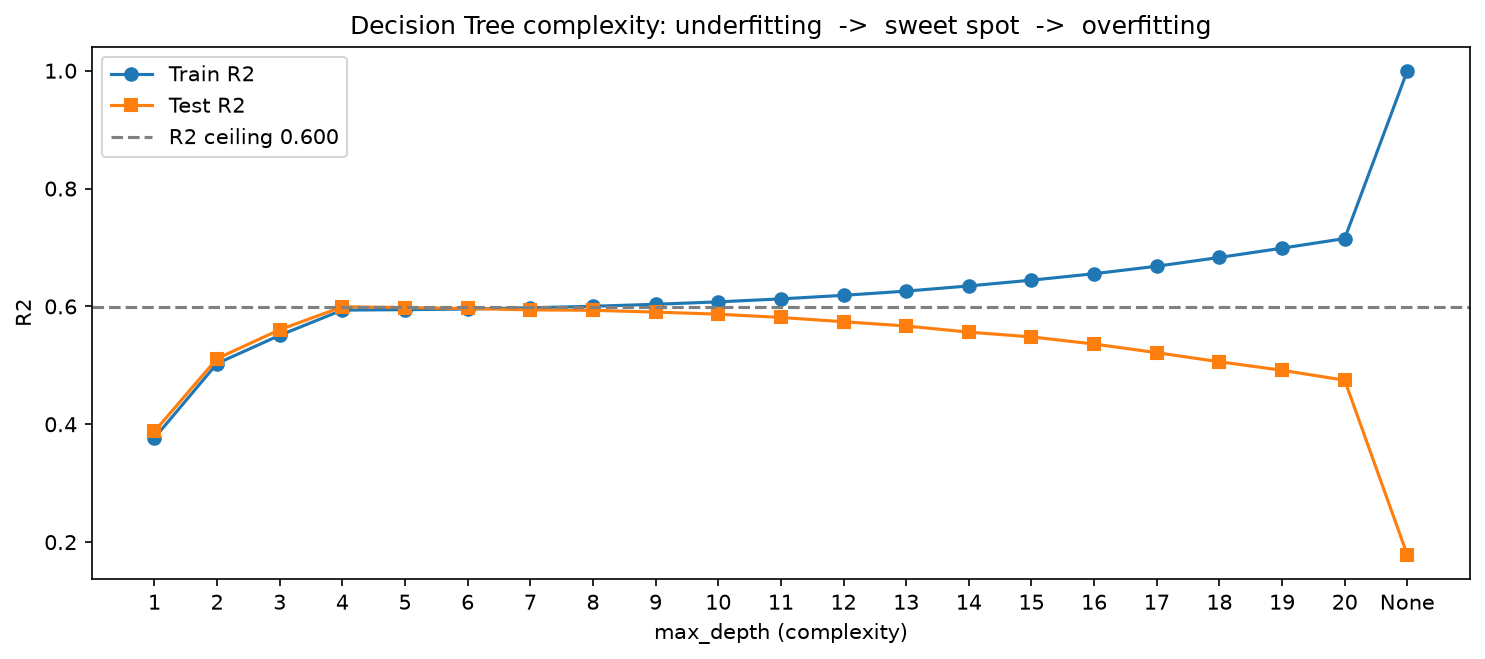 Decision Tree complexity: underfitting  ->  sweet spot  ->  overfitting
Train R2
Test R2
R2 ceiling 0.600
1.0
0.8
0.6
0.4
0.2
R2
1 2 3 4 5 6 7 8 9 10 11 12 13 14 15 16 17 18 19 20 None
max_depth (complexity)